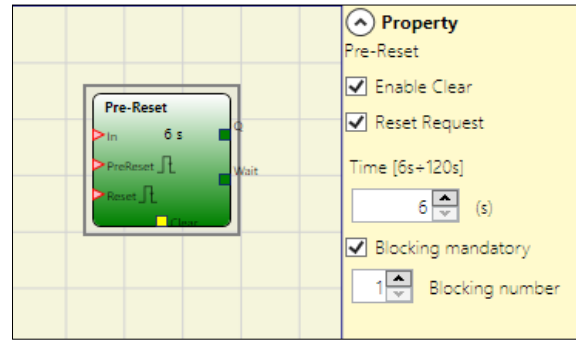 Pre-Reset
In
6 s
Q
PreReset
Wait
Reset
Clear
Property
Pre-Reset
Enable Clear
Reset Request
Time [6s÷120s]
6 (s)
Blocking mandatory
1 Blocking number